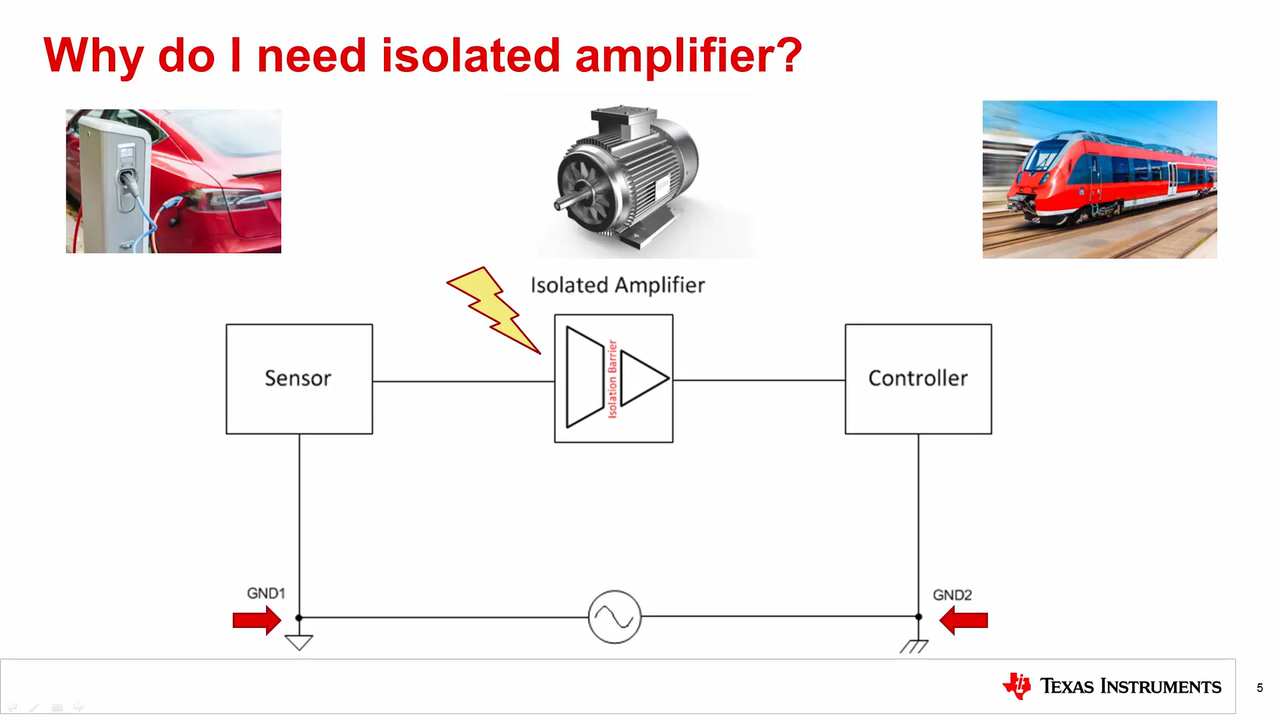 Why do I need isolated amplifier?
Isolated Amplifier
Sensor
Isolation Barrier
Controller
GND1
GND2
TEXAS INSTRUMENTS
5